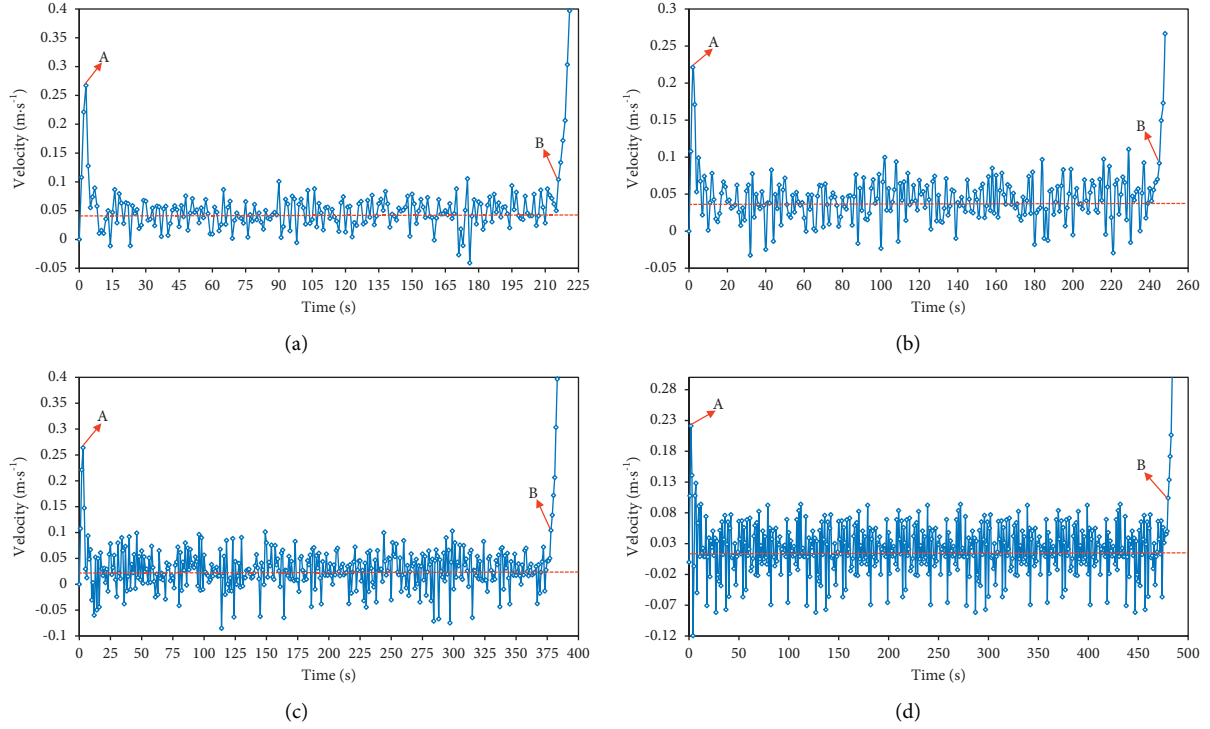 0.4
0.35
0.3
0.25
0.2
0.15
0.1
0.05
0
-0.05
Velocity (m·s⁻¹)
A
B
0 15 30 45 60 75 90 105 120 135 150 165 180 195 210 225
Time (s)
(a)
0.3
0.25
0.2
0.15
0.1
0.05
0
-0.05
Velocity (m·s⁻¹)
A
B
0 20 40 60 80 100 120 140 160 180 200 220 240 260
Time (s)
(b)
0.4
0.35
0.3
0.25
0.2
0.15
0.1
0.05
0
-0.05
-0.1
Velocity (m·s⁻¹)
A
B
0 25 50 75 100 125 150 175 200 225 250 275 300 325 350 375 400
Time (s)
(c)
0.28
0.23
0.18
0.13
0.08
0.03
-0.02
-0.07
-0.12
Velocity (m·s⁻¹)
A
B
0 50 100 150 200 250 300 350 400 450 500
Time (s)
(d)